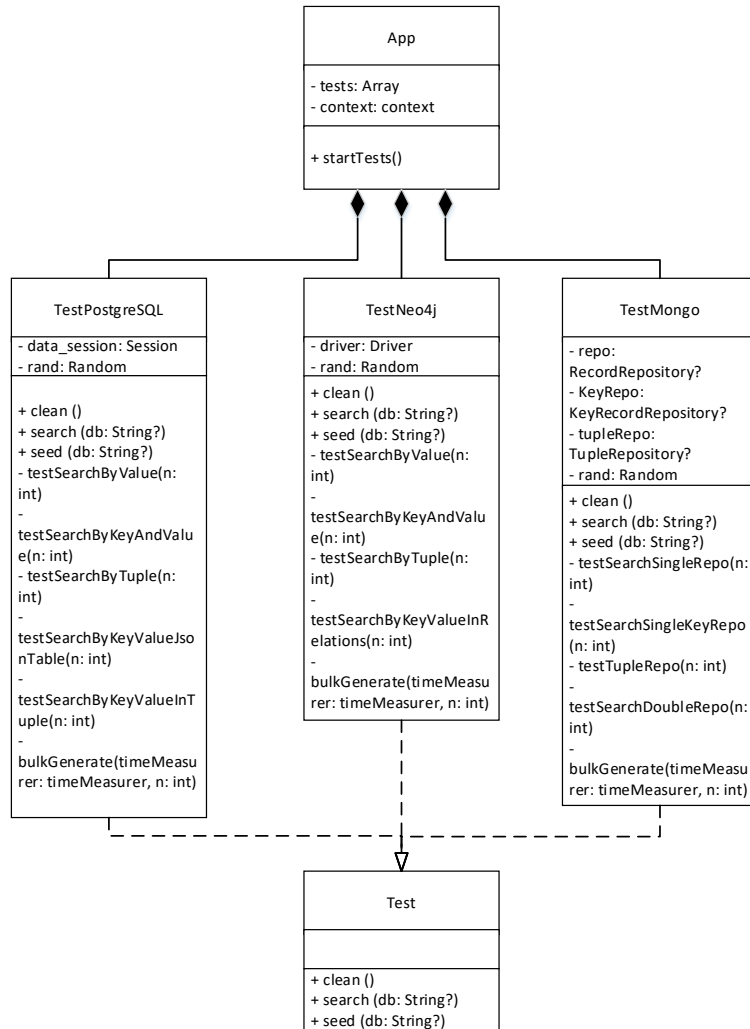 App
- tests: Array
- context: context
+ startTests()
TestPostgreSQL
- data_session: Session
- rand: Random
+ clean ()
+ search (db: String?)
+ seed (db: String?)
- testSearchByValue(n:
int)
-
testSearchByKeyAndValu
e(n: int)
- testSearchByTuple(n:
int)
-
testSearchByKeyValueJso
nTable(n: int)
-
testSearchByKeyValueInT
uple(n: int)
-
bulkGenerate(timeMeasu
rer: timeMeasurer, n: int)
TestNeo4j
- driver: Driver
- rand: Random
+ clean ()
+ search (db: String?)
+ seed (db: String?)
- testSearchByValue(n:
int)
-
testSearchByKeyAndValu
e(n: int)
- testSearchByTuple(n:
int)
-
testSearchByKeyValueInR
elations(n: int)
-
bulkGenerate(timeMeasu
rer: timeMeasurer, n: int)
TestMongo
- repo:
RecordRepository?
- KeyRepo:
KeyRecordRepository?
- tupleRepo:
TupleRepository?
- rand: Random
+ clean ()
+ search (db: String?)
+ seed (db: String?)
- testSearchSingleRepo(n:
int)
-
testSearchSingleKeyRepo
(n: int)
- testTupleRepo(n: int)
-
testSearchDoubleRepo(n:
int)
-
bulkGenerate(timeMeasu
rer: timeMeasurer, n: int)
Test
+ clean ()
+ search (db: String?)
+ seed (db: String?)